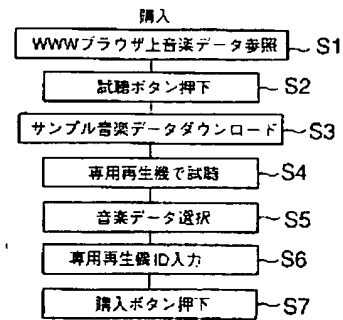 購入
WWWブラウザ上音楽データ参照 S1
試聴ボタン押下 S2
サンプル音楽データダウンロード S3
専用再生機で試聴 S4
音楽データ選択 S5
専用再生機ID入力 S6
購入ボタン押下 S7